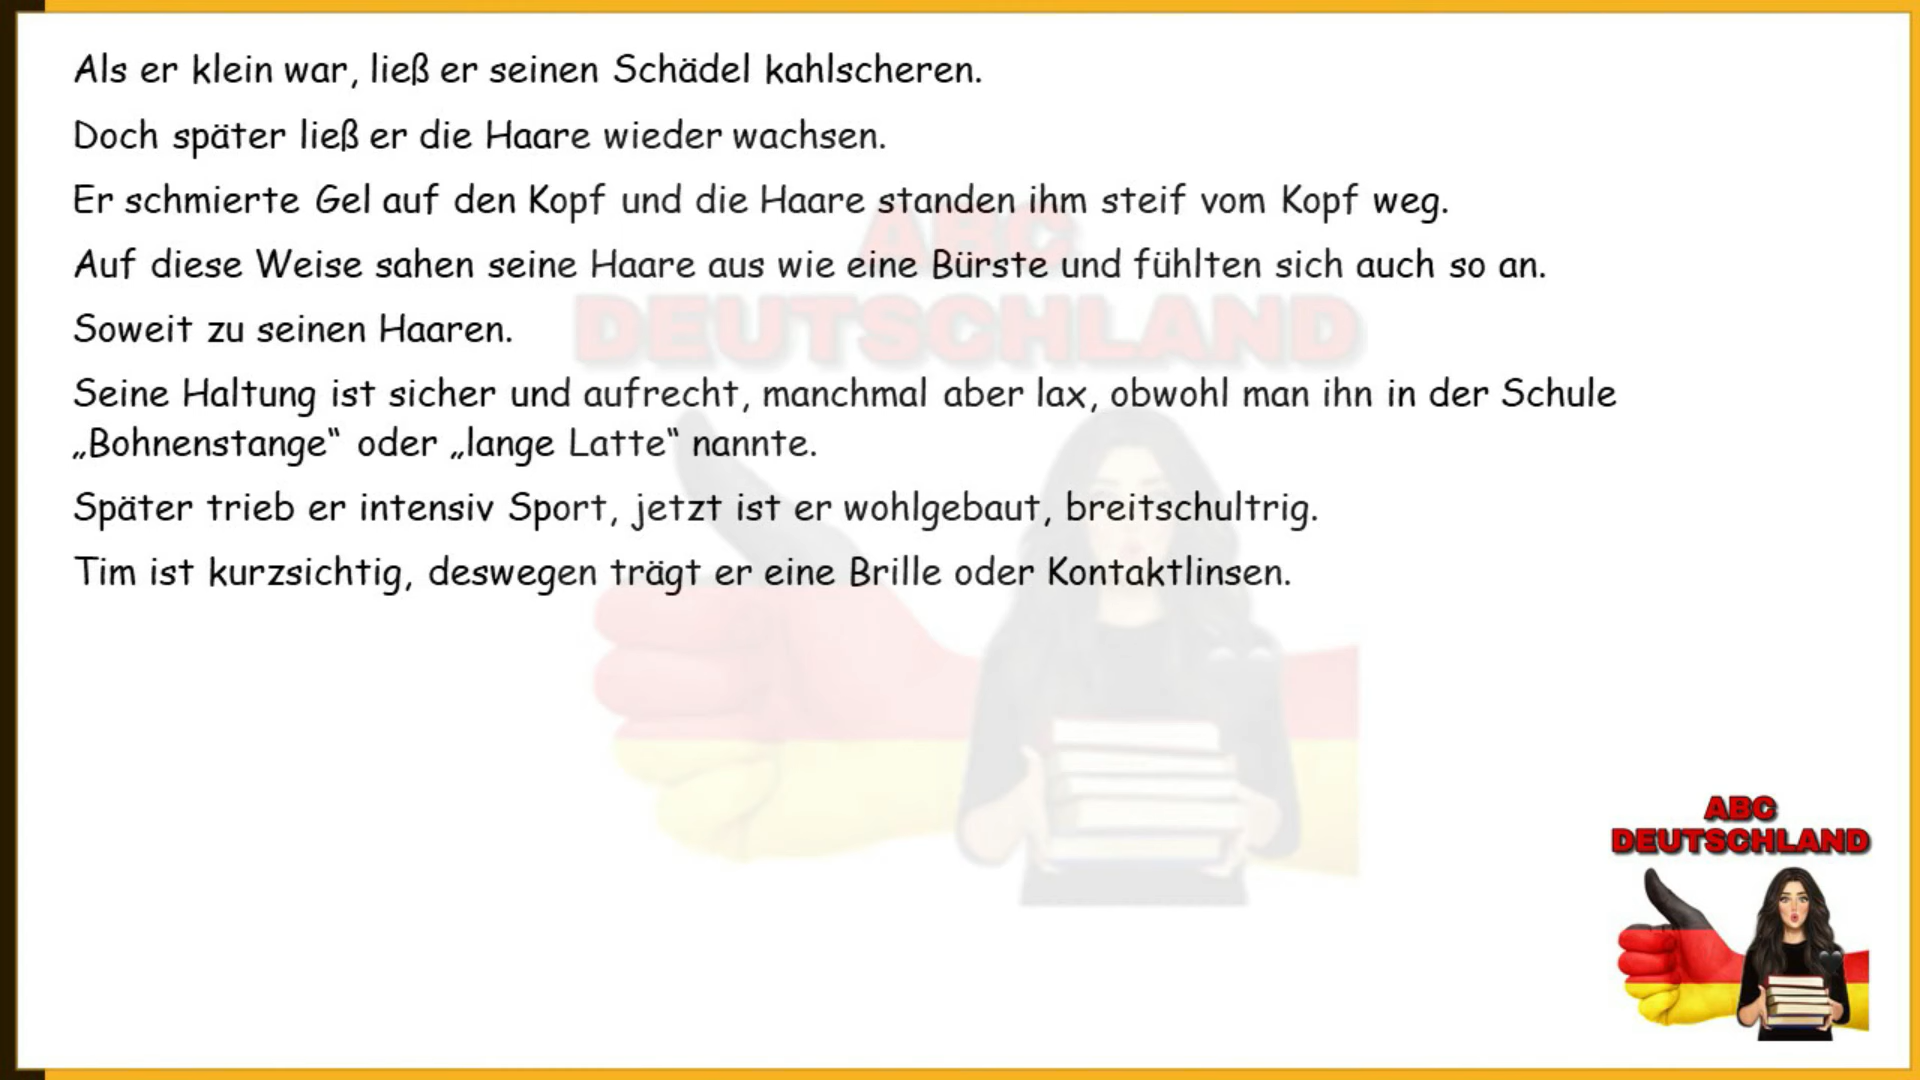 Als er klein war, ließ er seinen Schädel kahlscheren.
Doch später ließ er die Haare wieder wachsen.
Er schmierte Gel auf den Kopf und die Haare standen ihm steif vom Kopf weg.
Auf diese Weise sahen seine Haare aus wie eine Bürste und fühlten sich auch so an.
Soweit zu seinen Haaren.
Seine Haltung ist sicher und aufrecht, manchmal aber lax, obwohl man ihn in der Schule
„Bohnenstange“ oder „lange Latte“ nannte.
Später trieb er intensiv Sport, jetzt ist er wohlgebaut, breitschultrig.
Tim ist kurzsichtig, deswegen trägt er eine Brille oder Kontaktlinsen.
ABC
DEUTSCHLAND
ABC
DEUTSCHLAND